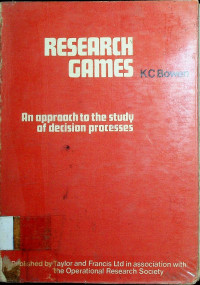 RESEARCH
GAMES
K.C. Bowen
An approach to the study
of decision processes
Published by Taylor and Francis Ltd in association with
the Operational Research Society